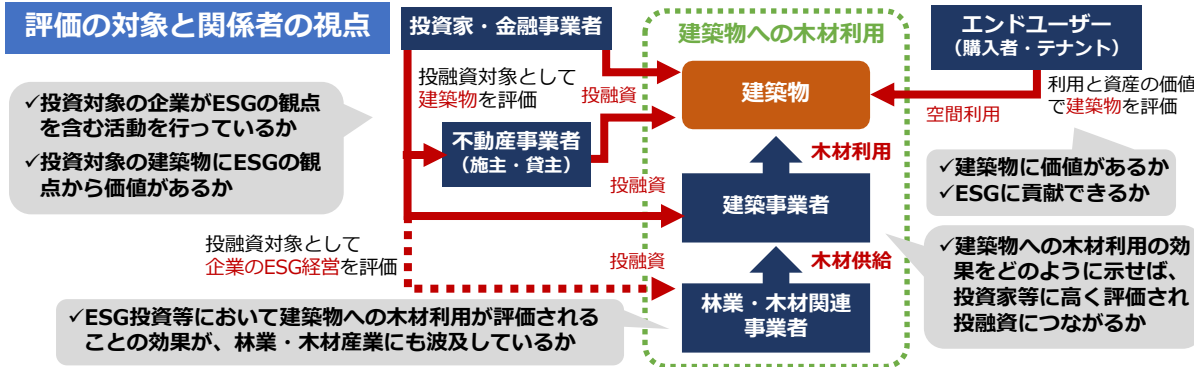 評価の対象と関係者の視点
投資家・金融事業者
建築物への木材利用
エンドユーザー
（購入者・テナント）
✓投資対象の企業がESGの観点
を含む活動を行っているか
✓投資対象の建築物にESGの観
点から価値があるか
投融資対象として
建築物を評価
投融資
建築物
空間利用
利用と資産の価値
で建築物を評価
不動産事業者
（施主・貸主）
木材利用
✓建築物に価値があるか
✓ESGに貢献できるか
投融資
建築事業者
投融資対象として
企業のESG経営を評価
投融資
木材供給
✓建築物への木材利用の効
果をどのように示せば、
投資家等に高く評価され
投融資につながるか
林業・木材関連
事業者
✓ESG投資等において建築物への木材利用が評価される
ことの効果が、林業・木材産業にも波及しているか